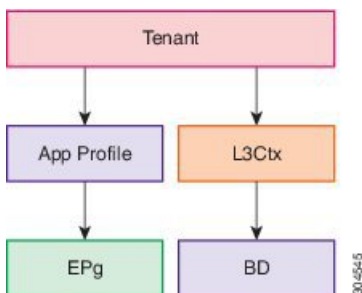 Tenant
App Profile
L3Ctx
EPg
BD
304545